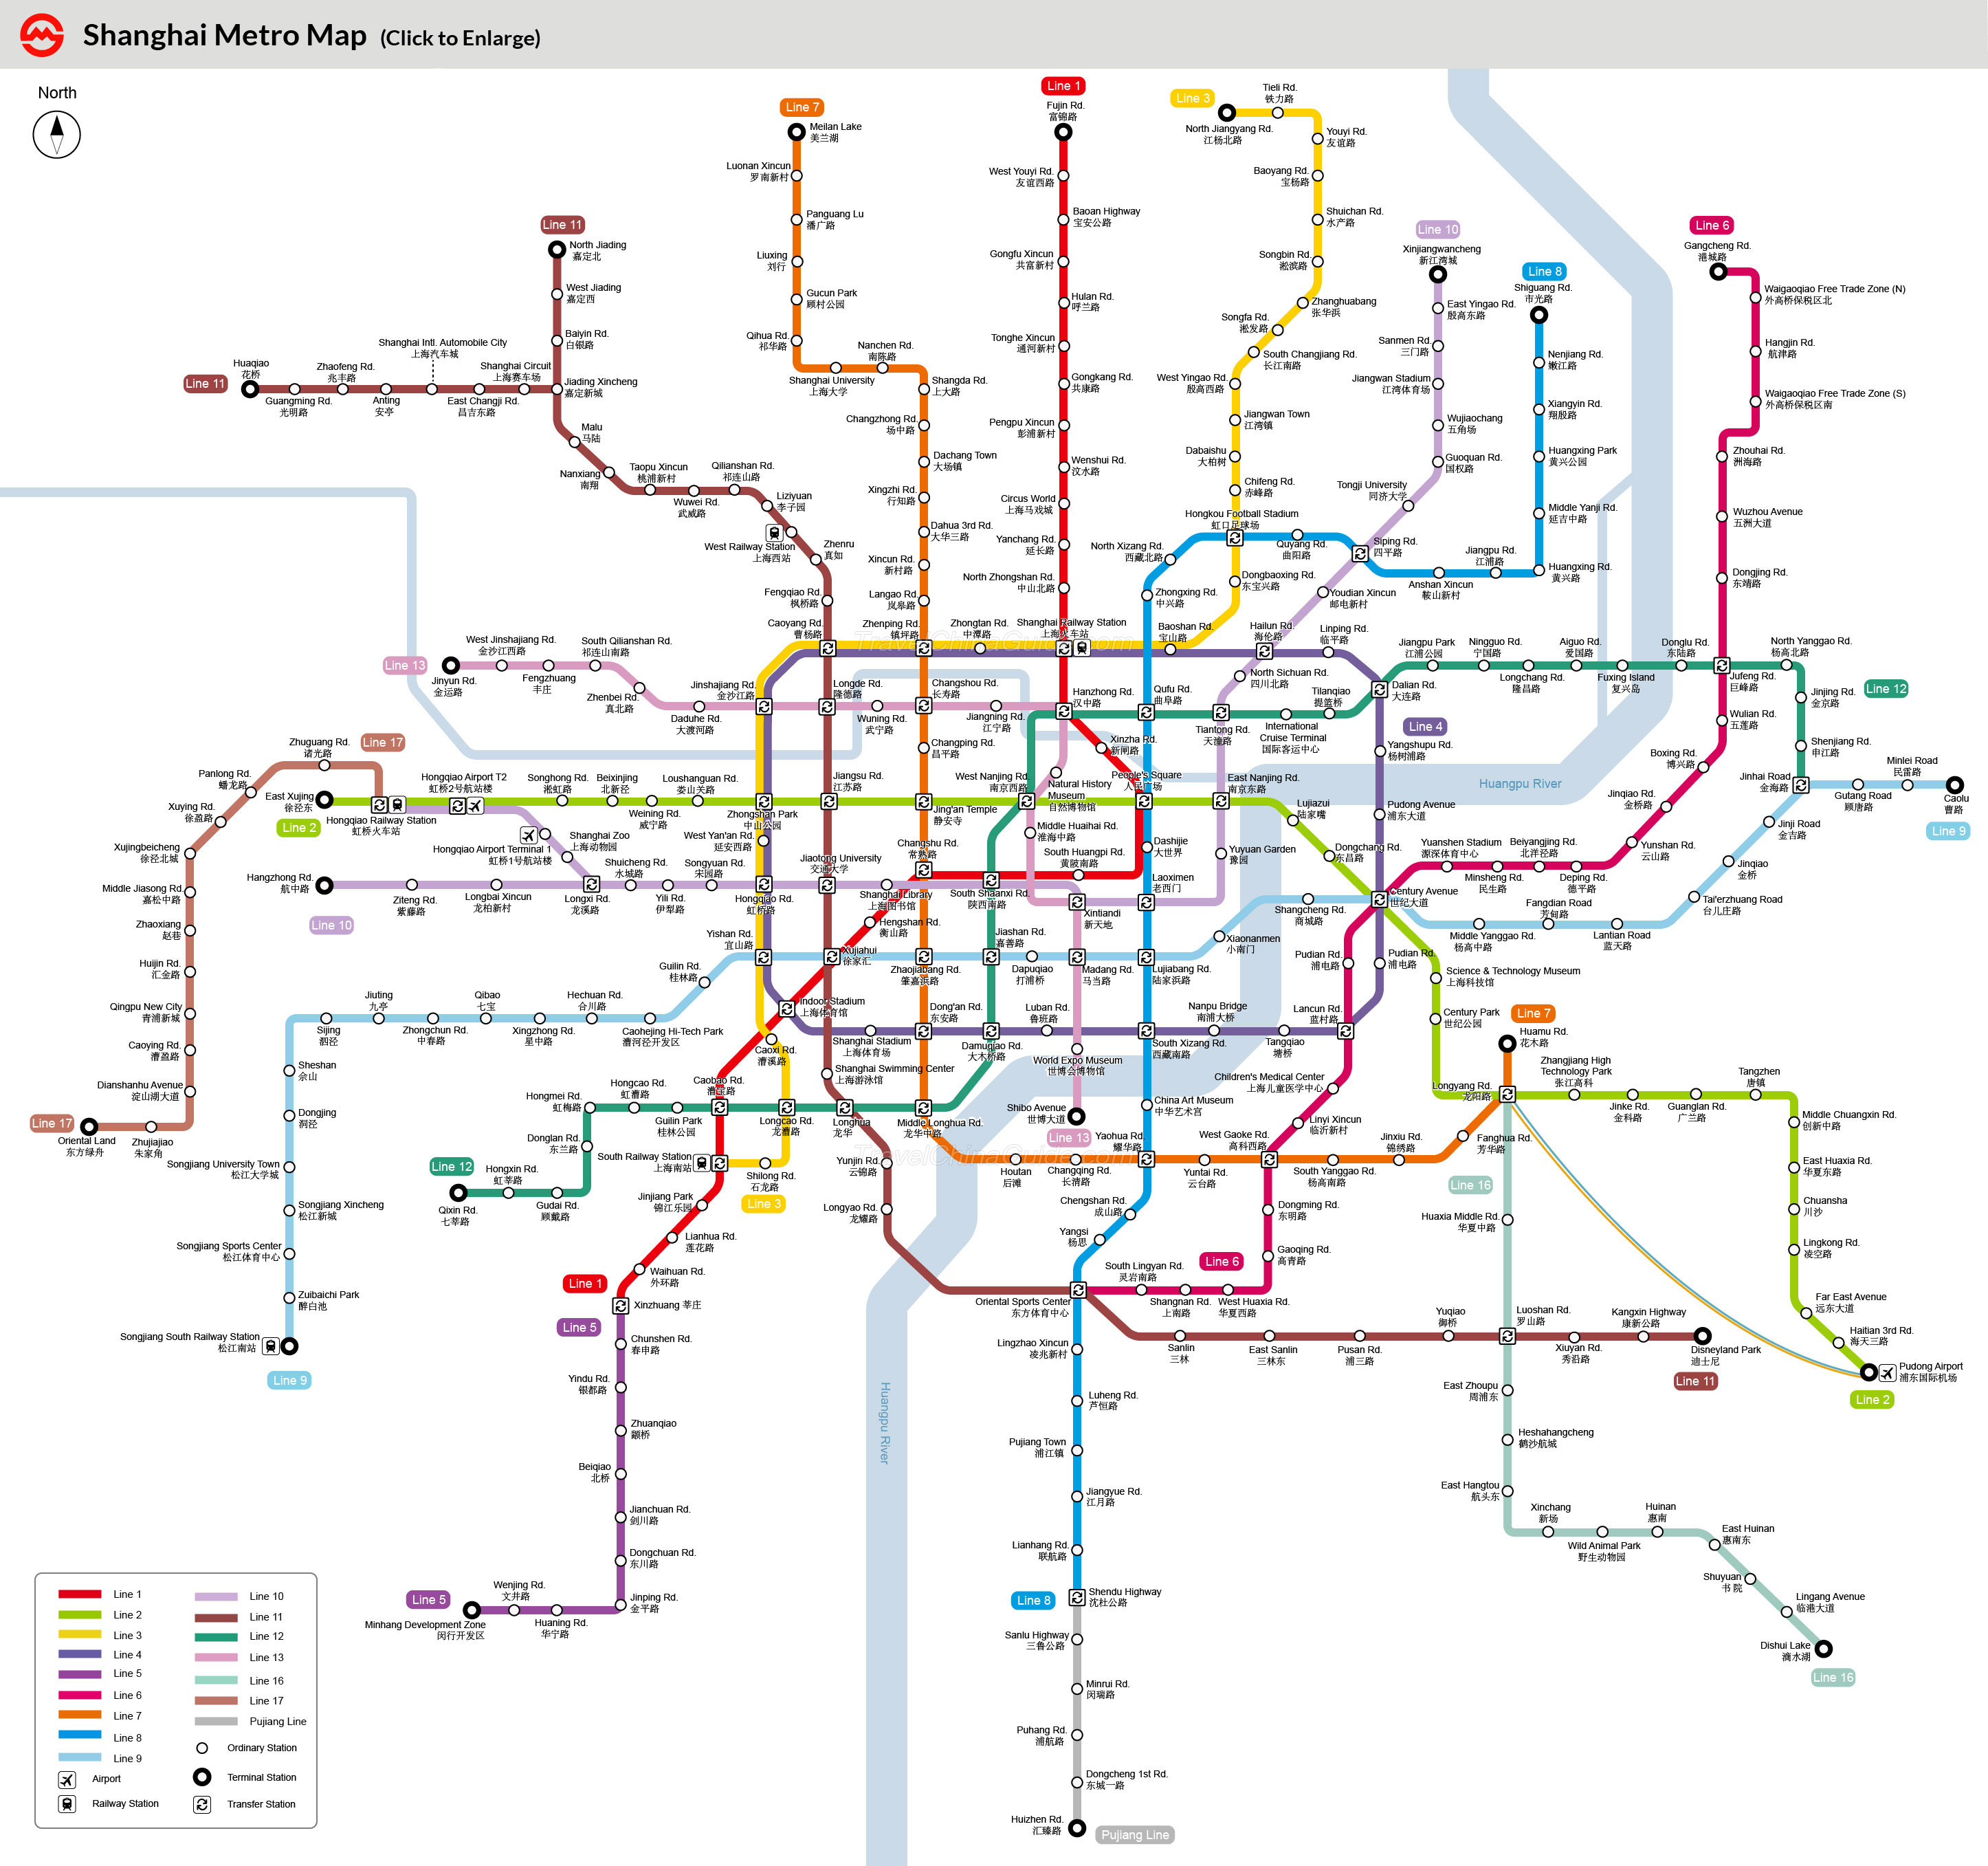 Shanghai Metro Map (Click to Enlarge)
North
Line 7
Meilan Lake
美兰湖
Luonan Xincun
罗南新村
Panguang Lu
潘广路
Liuxing
刘行
Gucun Park
顾村公园
Qihua Rd.
祁华路
Shanghai University
上海大学
Nanchen Rd.
南陈路
Shangda Rd.
上大路
Changzhong Rd.
场中路
Dachang Town
大场镇
Xingzhi Rd.
行知路
Dahua 3rd Rd.
大华三路
Xincun Rd.
新村路
Langao Rd.
岚皋路
Zhenping Rd.
镇坪路
Line 1
Fujin Rd.
富锦路
West Youyi Rd.
友谊西路
Baoan Highway
宝安公路
Gongfu Xincun
共富新村
Hulan Rd.
呼兰路
Tonghe Xincun
通河新村
Gongkang Rd.
共康路
Pengpu Xincun
彭浦新村
Wenshui Rd.
汶水路
Circus World
上海马戏城
Yanchang Rd.
延长路
North Zhongshan Rd.
中山北路
Shanghai Railway Station
上海火车站
Line 3
North Jiangyang Rd.
江杨北路
Tieli Rd.
铁力路
Youyi Rd.
友谊路
Baoyang Rd.
宝杨路
Shuichan Rd.
水产路
Songbin Rd.
淞滨路
Zhanghuabang
张华浜
Songfa Rd.
淞发路
South Changjiang Rd.
长江南路
West Yingao Rd.
殷高西路
Jiangwan Town
江湾镇
Dabaishu
大柏树
Chifeng Rd.
赤峰路
Hongkou Football Stadium
虹口足球场
Dongbaoxing Rd.
东宝兴路
Baoshan Rd.
宝山路
Zhongtan Rd.
中潭路
Line 10
Xinjiangwancheng
新江湾城
East Yingao Rd.
殷高东路
Sanmen Rd.
三门路
Jiangwan Stadium
江湾体育场
Wujiaochang
五角场
Guoquan Rd.
国权路
Tongji University
同济大学
Siping Rd.
四平路
Youdian Xincun
邮电新村
Hailun Rd.
海伦路
Linping Rd.
临平路
North Sichuan Rd.
四川北路
Line 8
Shiguang Rd.
市光路
Nenjiang Rd.
嫩江路
Xiangyin Rd.
翔殷路
Huangxing Park
黄兴公园
Middle Yanji Rd.
延吉中路
Huangxing Rd.
黄兴路
Jiangpu Rd.
江浦路
Anshan Xincun
鞍山新村
Quyang Rd.
曲阳路
North Xizang Rd.
西藏北路
Zhongxing Rd.
中兴路
Line 6
Gangcheng Rd.
港城路
Waigaoqiao Free Trade Zone (N)
外高桥保税区北
Hangjin Rd.
航津路
Waigaoqiao Free Trade Zone (S)
外高桥保税区南
Zhouhai Rd.
洲海路
Wuzhou Avenue
五洲大道
Dongjing Rd.
东靖路
Jufeng Rd.
巨峰路
Wulian Rd.
五莲路
Boxing Rd.
博兴路
Jinqiao Rd.
金桥路
Yunshan Rd.
云山路
Deping Rd.
德平路
Beiyangjing Rd.
北洋泾路
Minsheng Rd.
民生路
Yuanshen Stadium
源深体育中心
Line 11
North Jiading
嘉定北
West Jiading
嘉定西
Baiyin Rd.
白银路
Jiading Xincheng
嘉定新城
Line 11
Huaqiao
花桥
Guangming Rd.
光明路
Zhaofeng Rd.
兆丰路
Anting
安亭
Shanghai Intl. Automobile City
上海汽车城
East Changji Rd.
昌吉东路
Shanghai Circuit
上海赛车场
Malu
马陆
Nanxiang
南翔
Taopu Xincun
桃浦新村
Wuwei Rd.
武威路
Qilianshan Rd.
祁连山路
Liziyuan
李子园
West Railway Station
上海西站
Zhenru
真如
Fengqiao Rd.
枫桥路
Caoyang Rd.
曹杨路
Line 13
Jinyun Rd.
金运路
West Jinshajiang Rd.
金沙江西路
Fengzhuang
丰庄
South Qilianshan Rd.
祁连山南路
Zhenbei Rd.
真北路
Daduhe Rd.
大渡河路
Jinshajiang Rd.
金沙江路
Longde Rd.
隆德路
Wuning Rd.
武宁路
Changshou Rd.
长寿路
Jiangning Rd.
江宁路
Hanzhong Rd.
汉中路
Qufu Rd.
曲阜路
Tiantong Rd.
天潼路
International
Cruise Terminal
国际客运中心
Tilanqiao
提篮桥
Dalian Rd.
大连路
Jiangpu Park
江浦公园
Ningguo Rd.
宁国路
Longchang Rd.
隆昌路
Aiguo Rd.
爱国路
Fuxing Island
复兴岛
Donglu Rd.
东陆路
North Yanggao Rd.
杨高北路
Line 12
Jinjing Rd.
金京路
Shenjiang Rd.
申江路
Jinhai Road
金海路
Gutang Road
顾唐路
Minlei Road
民雷路
Caolu
曹路
Line 9
Jinji Road
金吉路
Jinqiao
金桥
Tai'erzhuang Road
台儿庄路
Lantian Road
蓝天路
Fangdian Road
芳甸路
Middle Yanggao Rd.
杨高中路
Century Avenue
世纪大道
Line 4
Yangshupu Rd.
杨树浦路
Pudong Avenue
浦东大道
Huangpu River
Line 17
Zhuguang Rd.
诸光路
Panlong Rd.
蟠龙路
Xuying Rd.
徐盈路
Xujingbeicheng
徐泾北城
Middle Jiasong Rd.
嘉松中路
Zhaoxiang
赵巷
Huijin Rd.
汇金路
Qingpu New City
青浦新城
Caoying Rd.
漕盈路
Dianshanhu Avenue
淀山湖大道
Line 17
Oriental Land
东方绿舟
Zhujiajiao
朱家角
East Xujing
徐泾东
Line 2
Hongqiao Railway Station
虹桥火车站
Hongqiao Airport T2
虹桥2号航站楼
Songhong Rd.
淞虹路
Beixinjing
北新泾
Weining Rd.
威宁路
Loushanguan Rd.
娄山关路
Zhongshan Park
中山公园
Jiangsu Rd.
江苏路
Changping Rd.
昌平路
Jing'an Temple
静安寺
West Nanjing Rd.
南京西路
Natural History
Museum
自然博物馆
Xinzha Rd.
新闸路
People's Square
人民广场
East Nanjing Rd.
南京东路
Lujiazui
陆家嘴
Dongchang Rd.
东昌路
Hongqiao Airport Terminal 1
虹桥1号航站楼
Shanghai Zoo
上海动物园
Hangzhong Rd.
航中路
Line 10
Ziteng Rd.
紫藤路
Longbai Xincun
龙柏新村
Longxi Rd.
龙溪路
Shuicheng Rd.
水城路
Yili Rd.
伊犁路
Songyuan Rd.
宋园路
West Yan'an Rd.
延安西路
Hongqiao Rd.
虹桥路
Jiaotong University
交通大学
Shanghai Library
上海图书馆
Changshu Rd.
常熟路
South Shaanxi Rd.
陕西南路
Middle Huaihai Rd.
淮海中路
South Huangpi Rd.
黄陂南路
Xintiandi
新天地
Dashijie
大世界
Laoximen
老西门
Yuyuan Garden
豫园
Hengshan Rd.
衡山路
Xujiahui
徐家汇
Yishan Rd.
宜山路
Guilin Rd.
桂林路
Zhaojiabang Rd.
肇嘉浜路
Jiashan Rd.
嘉善路
Dapuqiao
打浦桥
Madang Rd.
马当路
Lujiabang Rd.
陆家浜路
Xiaonanmen
小南门
Shangcheng Rd.
商城路
Pudian Rd.
浦电路
Pudian Rd.
浦电路
Science & Technology Museum
上海科技馆
Century Park
世纪公园
Sijing
泗泾
Jiuting
九亭
Zhongchun Rd.
中春路
Qibao
七宝
Xingzhong Rd.
星中路
Hechuan Rd.
合川路
Caohejing Hi-Tech Park
漕河泾开发区
Indoor Stadium
上海体育馆
Shanghai Stadium
上海体育场
Dong'an Rd.
东安路
Damuqiao Rd.
大木桥路
Luban Rd.
鲁班路
South Xizang Rd.
西藏南路
Nanpu Bridge
南浦大桥
Tangqiao
塘桥
Lancun Rd.
蓝村路
World Expo Museum
世博会博物馆
Shibo Avenue
世博大道
Line 13
China Art Museum
中华艺术宫
Children's Medical Center
上海儿童医学中心
Linyi Xincun
临沂新村
West Gaoke Rd.
高科西路
Line 7
Huamu Rd.
花木路
Longyang Rd.
龙阳路
Zhangjiang High
Technology Park
张江高科
Jinke Rd.
金科路
Guanglan Rd.
广兰路
Tangzhen
唐镇
Middle Chuangxin Rd.
创新中路
East Huaxia Rd.
华夏东路
Chuansha
川沙
Lingkong Rd.
凌空路
Far East Avenue
远东大道
Haitian 3rd Rd.
海天三路
Pudong Airport
浦东国际机场
Line 2
Fanghua Rd.
芳华路
Jinxiu Rd.
锦绣路
South Yanggao Rd.
杨高南路
Yuntai Rd.
云台路
Yaohua Rd.
耀华路
Changqing Rd.
长清路
Houtan
后滩
Middle Longhua Rd.
龙华中路
Sheshan
佘山
Dongjing
洞泾
Songjiang University Town
松江大学城
Songjiang Xincheng
松江新城
Songjiang Sports Center
松江体育中心
Zuibaichi Park
醉白池
Songjiang South Railway Station
松江南站
Line 9
Caoxi Rd.
漕溪路
Caobao Rd.
漕宝路
Longcao Rd.
龙漕路
Shanghai Swimming Center
上海游泳馆
Longhua
龙华
Hongmei Rd.
虹梅路
Hongcao Rd.
虹漕路
Guilin Park
桂林公园
Donglan Rd.
东兰路
Line 12
Qixin Rd.
七莘路
Hongxin Rd.
虹莘路
Gudai Rd.
顾戴路
South Railway Station
上海南站
Shilong Rd.
石龙路
Line 3
Jinjiang Park
锦江乐园
Lianhua Rd.
莲花路
Waihuan Rd.
外环路
Line 1
Xinzhuang 莘庄
Line 5
Chunshen Rd.
春申路
Yindu Rd.
银都路
Zhuanqiao
颛桥
Beiqiao
北桥
Jianchuan Rd.
剑川路
Dongchuan Rd.
东川路
Jinping Rd.
金平路
Huaning Rd.
华宁路
Wenjing Rd.
文井路
Line 5
Minhang Development Zone
闵行开发区
Yunjin Rd.
云锦路
Longyao Rd.
龙耀路
TravelChinaGuide.com
TravelChinaGuide.com
Chengshan Rd.
成山路
Yangsi
杨思
Oriental Sports Center
东方体育中心
South Lingyan Rd.
灵岩南路
Shangnan Rd.
上南路
West Huaxia Rd.
华夏西路
Line 6
Gaoqing Rd.
高青路
Dongming Rd.
东明路
Sanlin
三林
East Sanlin
三林东
Pusan Rd.
浦三路
Yuqiao
御桥
Luoshan Rd.
罗山路
Xiuyan Rd.
秀沿路
Kangxin Highway
康新公路
Disneyland Park
迪士尼
Line 11
Line 16
Huaxia Middle Rd.
华夏中路
East Zhoupu
周浦东
Heshahangcheng
鹤沙航城
East Hangtou
航头东
Xinchang
新场
Wild Animal Park
野生动物园
Huinan
惠南
East Huinan
惠南东
Shuyuan
书院
Lingang Avenue
临港大道
Dishui Lake
滴水湖
Line 16
Lingzhao Xincun
凌兆新村
Luheng Rd.
芦恒路
Pujiang Town
浦江镇
Jiangyue Rd.
江月路
Lianhang Rd.
联航路
Line 8
Shendu Highway
沈杜公路
Sanlu Highway
三鲁公路
Minrui Rd.
闵瑞路
Puhang Rd.
浦航路
Dongcheng 1st Rd.
东城一路
Huizhen Rd.
汇臻路
Pujiang Line
Huangpu River
Line 1
Line 2
Line 3
Line 4
Line 5
Line 6
Line 7
Line 8
Line 9
Airport
Railway Station
Line 10
Line 11
Line 12
Line 13
Line 16
Line 17
Pujiang Line
Ordinary Station
Terminal Station
Transfer Station